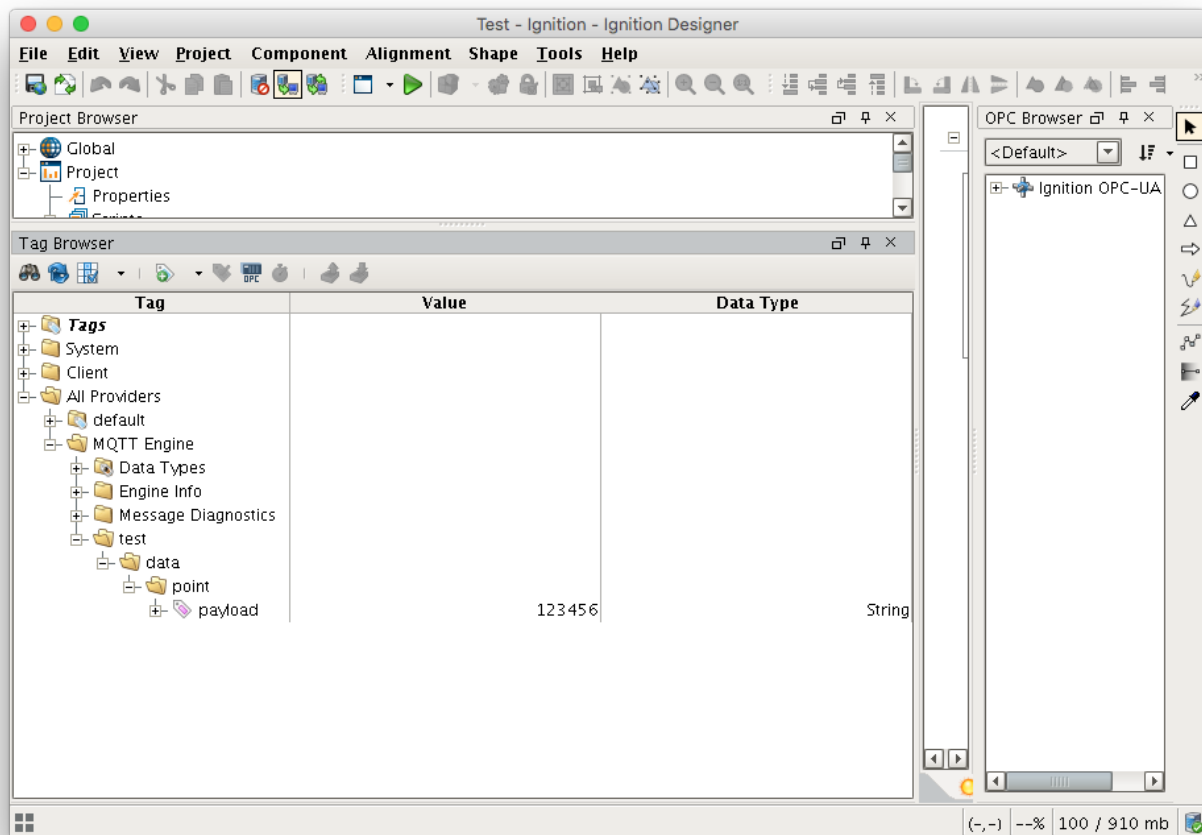 Test - Ignition - Ignition Designer
File Edit View Project Component Alignment Shape Tools Help
Project Browser
Global
Project
Properties
Scripts
Tag Browser
OPC
Tag Value Data Type
Tags
System
Client
All Providers
default
MQTT Engine
Data Types
Engine Info
Message Diagnostics
test
data
point
payload 123456 String
OPC Browser
<Default>
Ignition OPC-UA
(-,-) --% 100 / 910 mb